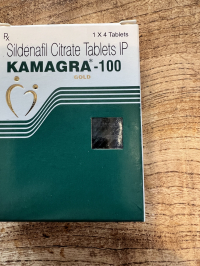 Rx 1 X 4 Tablets
Sildenafil Citrate Tablets IP
KAMAGRA®-100
GOLD